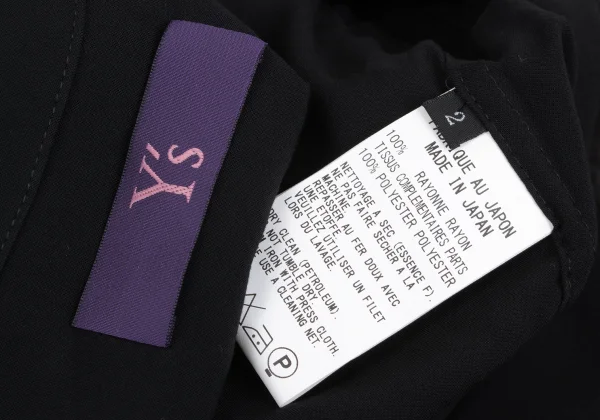 Y's
2
FABRIQUE AU JAPON
MADE IN JAPAN
100% RAYONNE RAYON
TISSUS COMPLEMENTAIRES PARTS
100% POLYESTER POLYESTER
NETTOYAGE A SEC (ESSENCE F).
NE PAS FAIRE SECHER A LA
MACHINE.
REPASSER AU FER DOUX AVEC
UNE ETOFFE.
VEUILLEZ UTILISER UN FILET
LORS DU LAVAGE.
DRY CLEAN (PETROLEUM).
NOT TUMBLE DRY.
IRON WITH PRESS CLOTH.
USE A CLEANING NET.
P